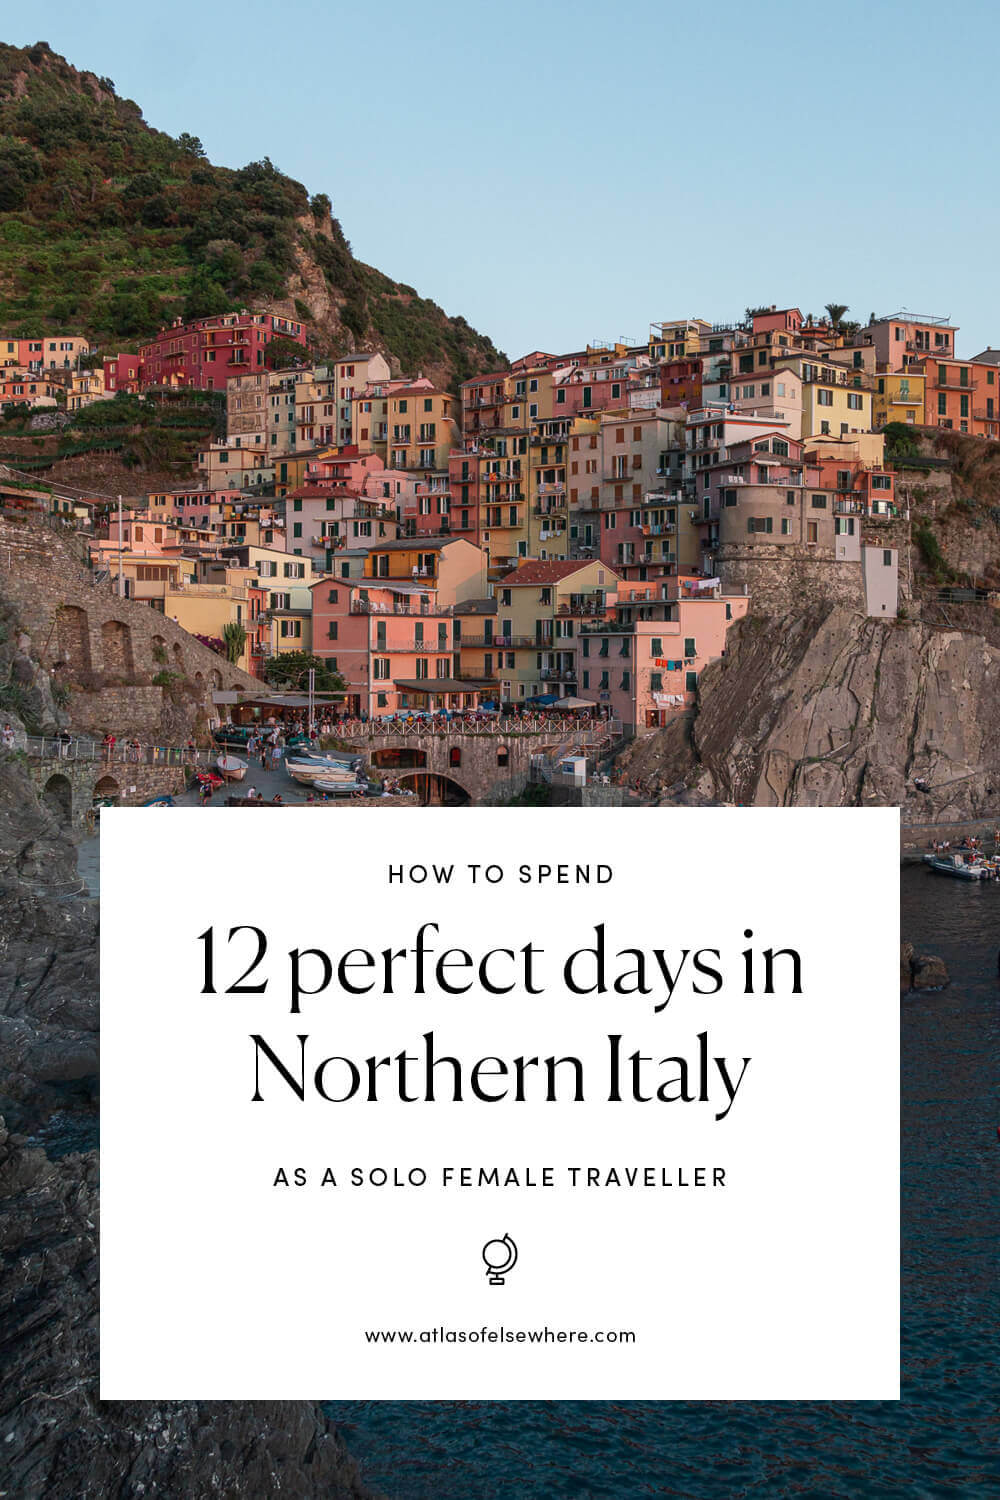 HOW TO SPEND
12 perfect days in
Northern Italy
AS A SOLO FEMALE TRAVELLER
www.atlasofelsewhere.com